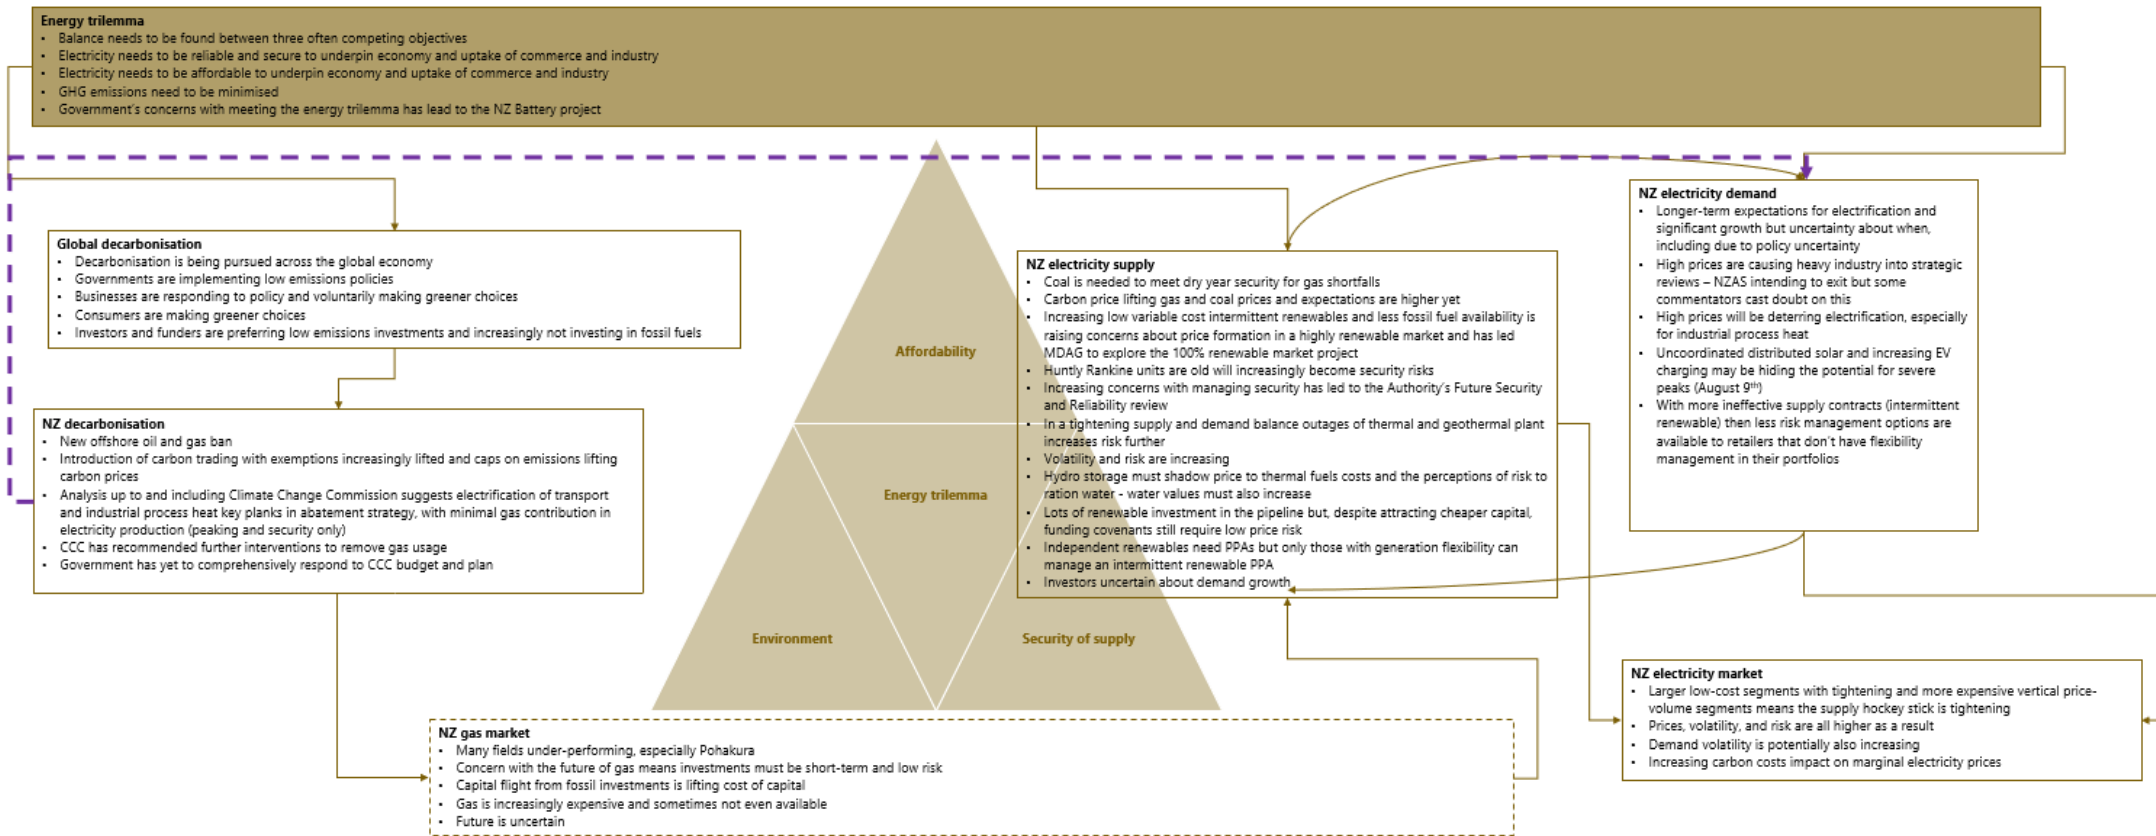 Energy trilemma
• Balance needs to be found between three often competing objectives
• Electricity needs to be reliable and secure to underpin economy and uptake of commerce and industry
• Electricity needs to be affordable to underpin economy and uptake of commerce and industry
• GHG emissions need to be minimised
• Government's concerns with meeting the energy trilemma has lead to the NZ Battery project
Global decarbonisation
• Decarbonisation is being pursued across the global economy
• Governments are implementing low emissions policies
• Businesses are responding to policy and voluntarily making greener choices
• Consumers are making greener choices
• Investors and funders are preferring low emissions investments and increasingly not investing in fossil fuels
NZ decarbonisation
• New offshore oil and gas ban
• Introduction of carbon trading with exemptions increasingly lifted and caps on emissions lifting
carbon prices
• Analysis up to and including Climate Change Commission suggests electrification of transport
and industrial process heat key planks in abatement strategy, with minimal gas contribution in
electricity production (peaking and security only)
• CCC has recommended further interventions to remove gas usage
• Government has yet to comprehensively respond to CCC budget and plan
Affordability
Energy trilemma
Environment
Security of supply
NZ electricity supply
• Coal is needed to meet dry year security for gas shortfalls
• Carbon price lifting gas and coal prices and expectations are higher yet
• Increasing low variable cost intermittent renewables and less fossil fuel availability is
raising concerns about price formation in a highly renewable market and has led
MDAG to explore the 100% renewable market project
• Huntly Rankine units are old will increasingly become security risks
• Increasing concerns with managing security has led to the Authority's Future Security
and Reliability review
• In a tightening supply and demand balance outages of thermal and geothermal plant
increases risk further
• Volatility and risk are increasing
• Hydro storage must shadow price to thermal fuels costs and the perceptions of risk to
ration water - water values must also increase
• Lots of renewable investment in the pipeline but, despite attracting cheaper capital,
funding covenants still require low price risk
• Independent renewables need PPAs but only those with generation flexibility can
manage an intermittent renewable PPA
• Investors uncertain about demand growth
NZ electricity demand
• Longer-term expectations for electrification and
significant growth but uncertainty about when,
including due to policy uncertainty
• High prices are causing heavy industry into strategic
reviews – NZAS intending to exit but some
commentators cast doubt on this
• High prices will be deterring electrification, especially
for industrial process heat
• Uncoordinated distributed solar and increasing EV
charging may be hiding the potential for severe
peaks (August 9th)
• With more ineffective supply contracts (intermittent
renewable) then less risk management options are
available to retailers that don't have flexibility
management in their portfolios
NZ electricity market
• Larger low-cost segments with tightening and more expensive vertical price-
volume segments means the supply hockey stick is tightening
• Prices, volatility, and risk are all higher as a result
• Demand volatility is potentially also increasing
• Increasing carbon costs impact on marginal electricity prices
NZ gas market
• Many fields under-performing, especially Pohakura
• Concern with the future of gas means investments must be short-term and low risk
• Capital flight from fossil investments is lifting cost of capital
• Gas is increasingly expensive and sometimes not even available
• Future is uncertain